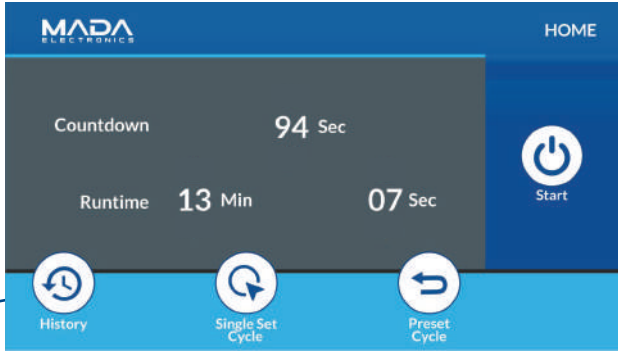 MADA
ELECTRONICS
HOME
Countdown 94 Sec
Runtime 13 Min 07 Sec
Start
History
Single Set
Cycle
Preset
Cycle